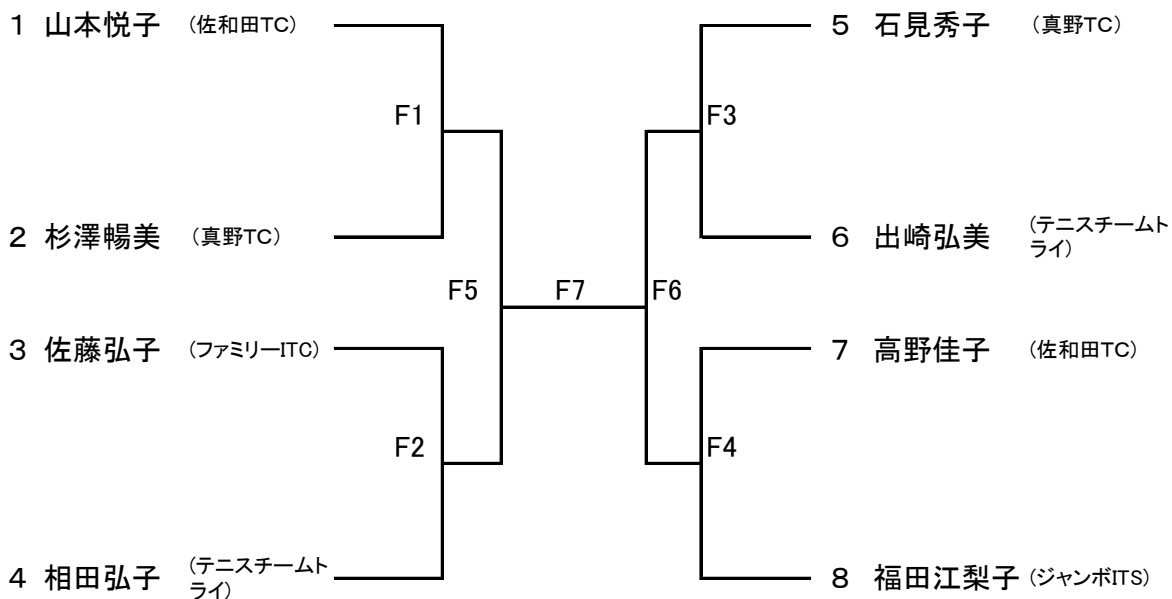 1 山本悦子 (佐和田TC)
F1
2 杉澤暢美 (真野TC)
F5
3 佐藤弘子 (ファミリーITC)
F2
4 相田弘子 (テニスチームト
ライ)
F7
5 石見秀子 (真野TC)
F3
6 出崎弘美 (テニスチームト
ライ)
F6
7 高野佳子 (佐和田TC)
F4
8 福田江梨子 (ジャンボITS)